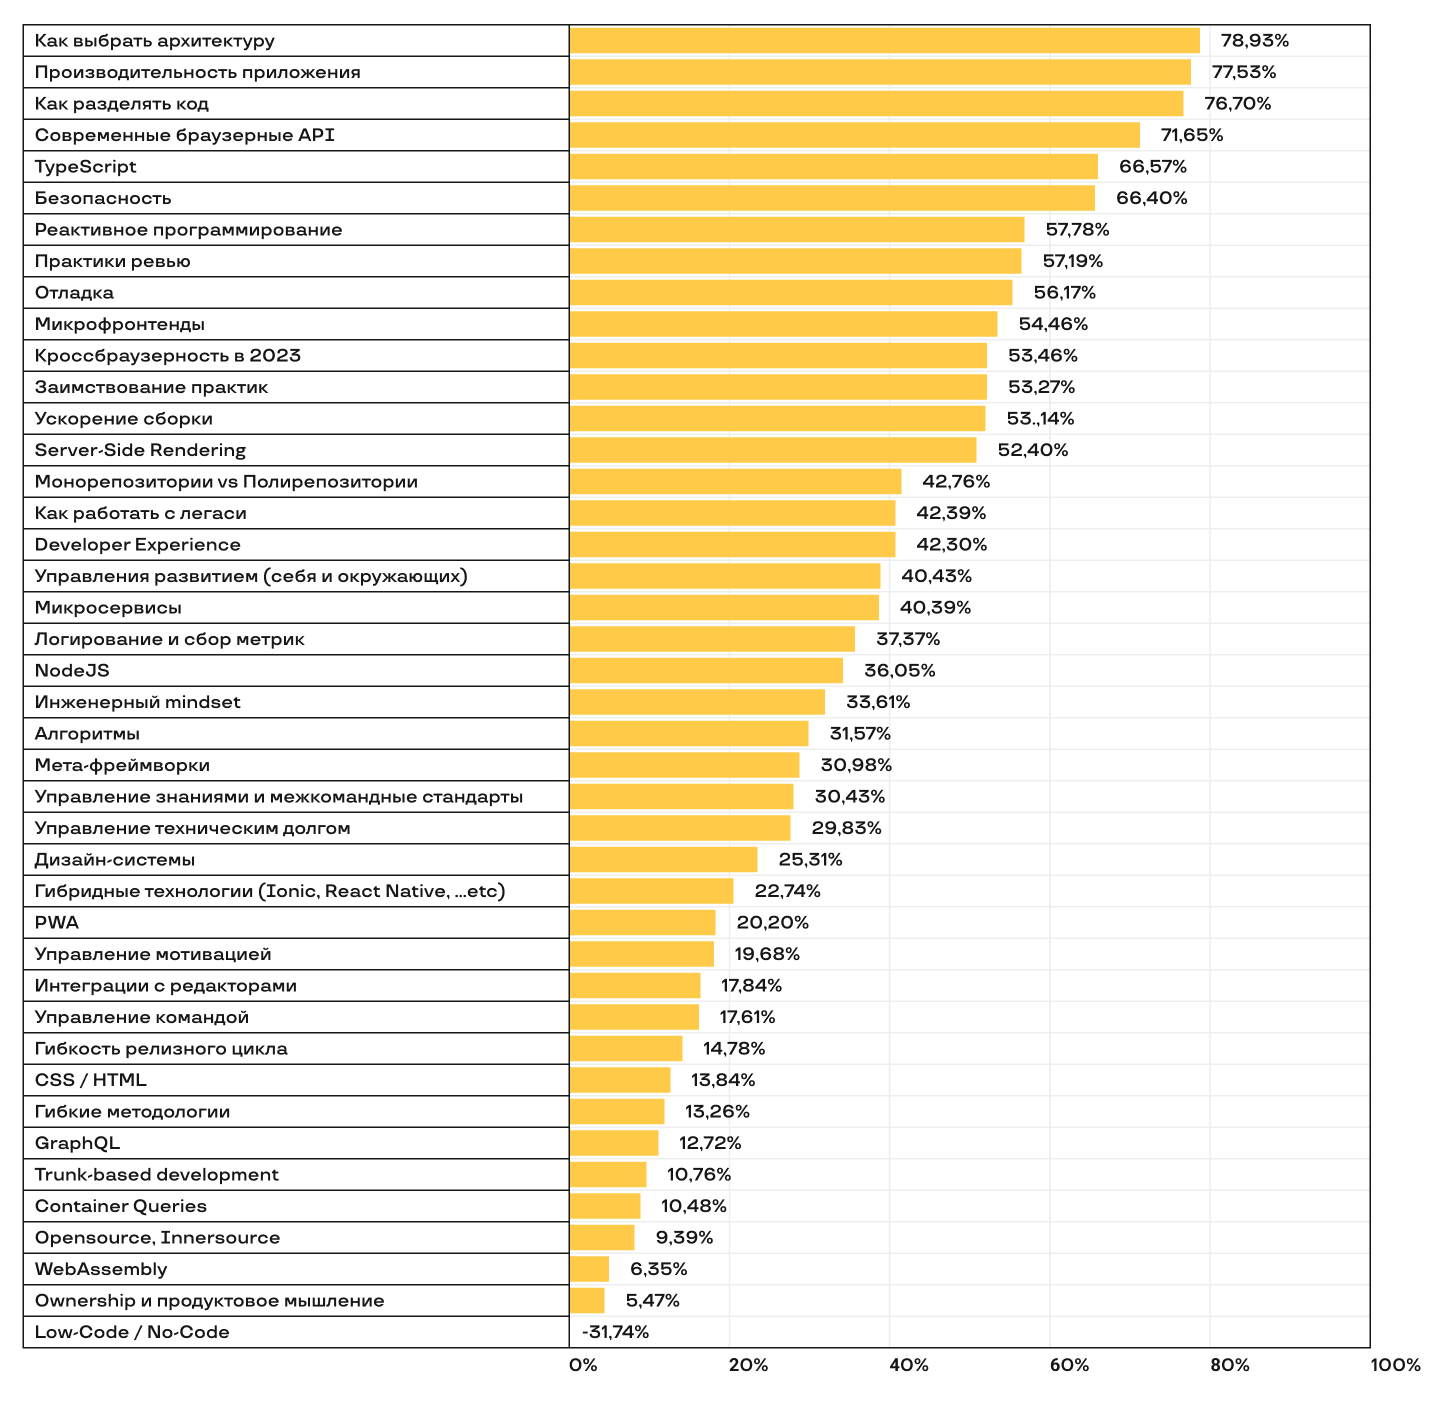 Как выбрать архитектуру 78,93%
Производительность приложения 77,53%
Как разделять код 76,70%
Современные браузерные API 71,65%
TypeScript 66,57%
Безопасность 66,40%
Реактивное программирование 57,78%
Практики ревью 57,19%
Отладка 56,17%
Микрофронтенды 54,46%
Кроссбраузерность в 2023 53,46%
Заимствование практик 53,27%
Ускорение сборки 53.,14%
Server-Side Rendering 52,40%
Монорепозитории vs Полирепозитории 42,76%
Как работать с легаси 42,39%
Developer Experience 42,30%
Управления развитием (себя и окружающих) 40,43%
Микросервисы 40,39%
Логирование и сбор метрик 37,37%
NodeJS 36,05%
Инженерный mindset 33,61%
Алгоритмы 31,57%
Мета-фреймворки 30,98%
Управление знаниями и межкомандные стандарты 30,43%
Управление техническим долгом 29,83%
Дизайн-системы 25,31%
Гибридные технологии (Ionic, React Native, ...etc) 22,74%
PWA 20,20%
Управление мотивацией 19,68%
Интеграции с редакторами 17,84%
Управление командой 17,61%
Гибкость релизного цикла 14,78%
CSS / HTML 13,84%
Гибкие методологии 13,26%
GraphQL 12,72%
Trunk-based development 10,76%
Container Queries 10,48%
Opensource, Innersource 9,39%
WebAssembly 6,35%
Ownership и продуктовое мышление 5,47%
Low-Code / No-Code -31,74%
0% 20% 40% 60% 80% 100%